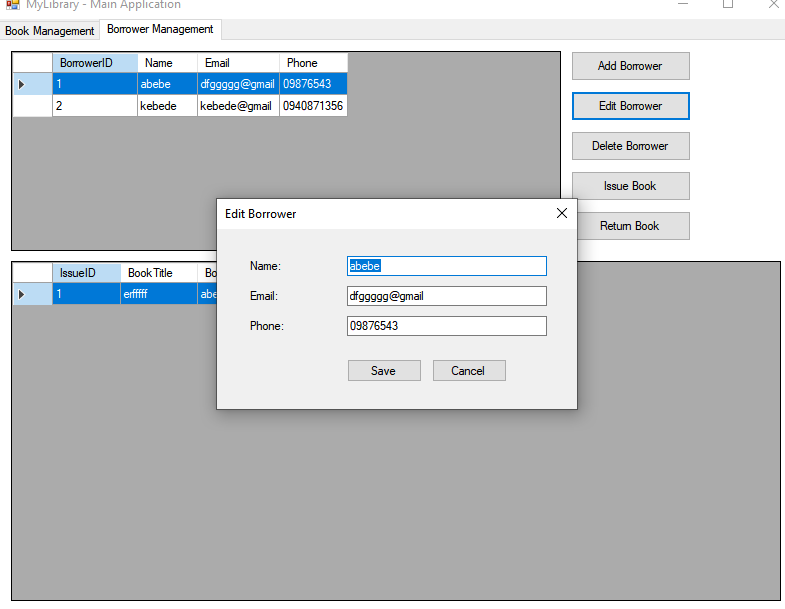 MyLibrary - Main Application
Book Management Borrower Management
BorrowerID Name Email Phone
1 abebe dfggggg@gmail 09876543
2 kebede kebede@gmail 0940871356
Add Borrower
Edit Borrower
Delete Borrower
Issue Book
Return Book
Edit Borrower
Name: abebe
Email: dfggggg@gmail
Phone: 09876543
Save Cancel
IssueID BookTitle Bo
1 erfffff abe